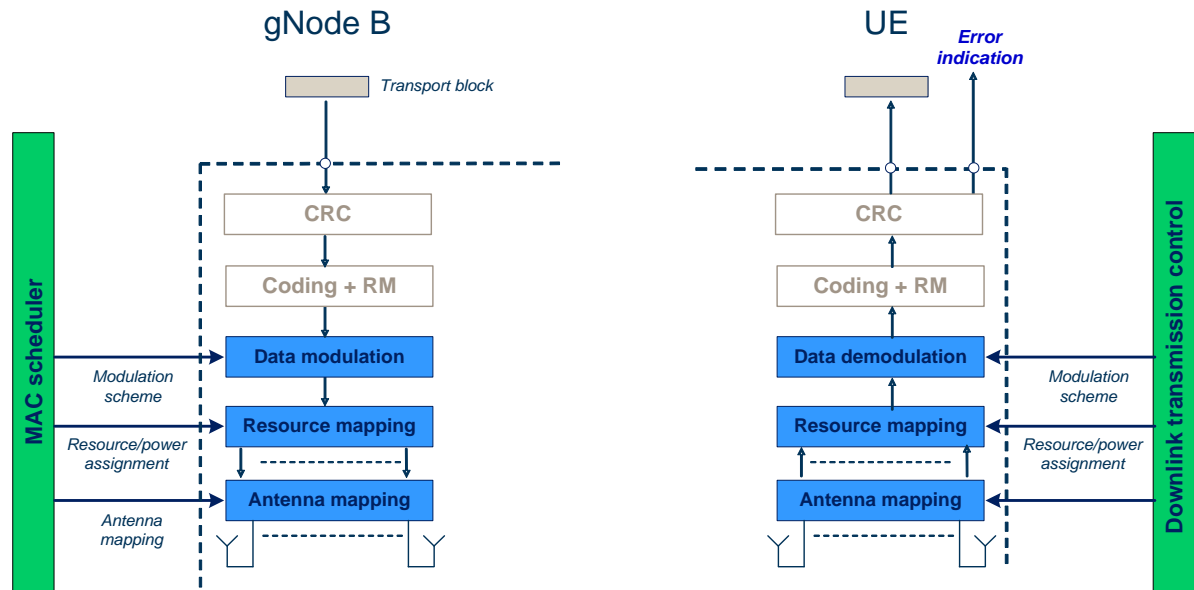 gNode B
UE
Error
indication
Transport block
MAC scheduler
CRC
Coding + RM
Data modulation
Modulation
scheme
Resource mapping
Resource/power
assignment
Antenna mapping
Antenna
mapping
CRC
Coding + RM
Data demodulation
Modulation
scheme
Resource mapping
Resource/power
assignment
Antenna mapping
Downlink transmission control